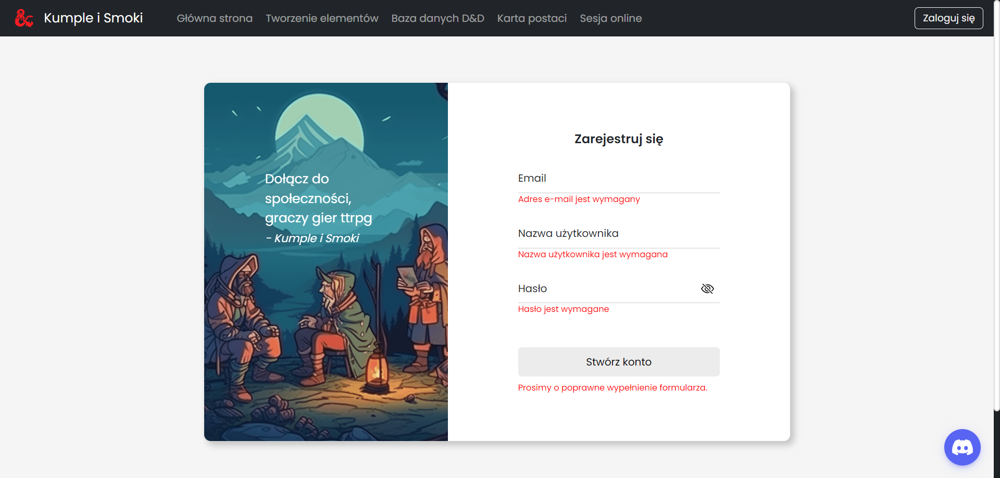 Kumple i Smoki
Główna strona
Tworzenie elementów
Baza danych D&D
Karta postaci
Sesja online
Zaloguj się
Dołącz do
społeczności,
graczy gier ttrpg
- Kumple i Smoki
Zarejestruj się
Email
Adres e-mail jest wymagany
Nazwa użytkownika
Nazwa użytkownika jest wymagana
Hasło
Hasło jest wymagane
Stwórz konto
Prosimy o poprawne wypełnienie formularza.